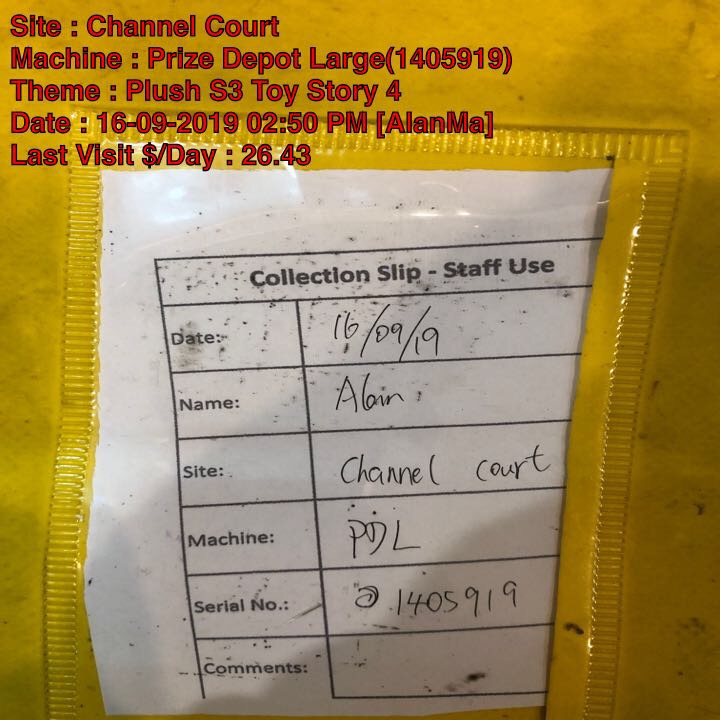 Site : Channel Court
Machine : Prize Depot Large(1405919)
Theme : Plush S3 Toy Story 4
Date : 16-09-2019 02:50 PM [AlanMa]
Last Visit $/Day : 26.43
Collection Slip - Staff Use
Date:- 16/09/19
Name: Alan
Site: Channel court
Machine: PDL
Serial No.: 1405919
Comments: